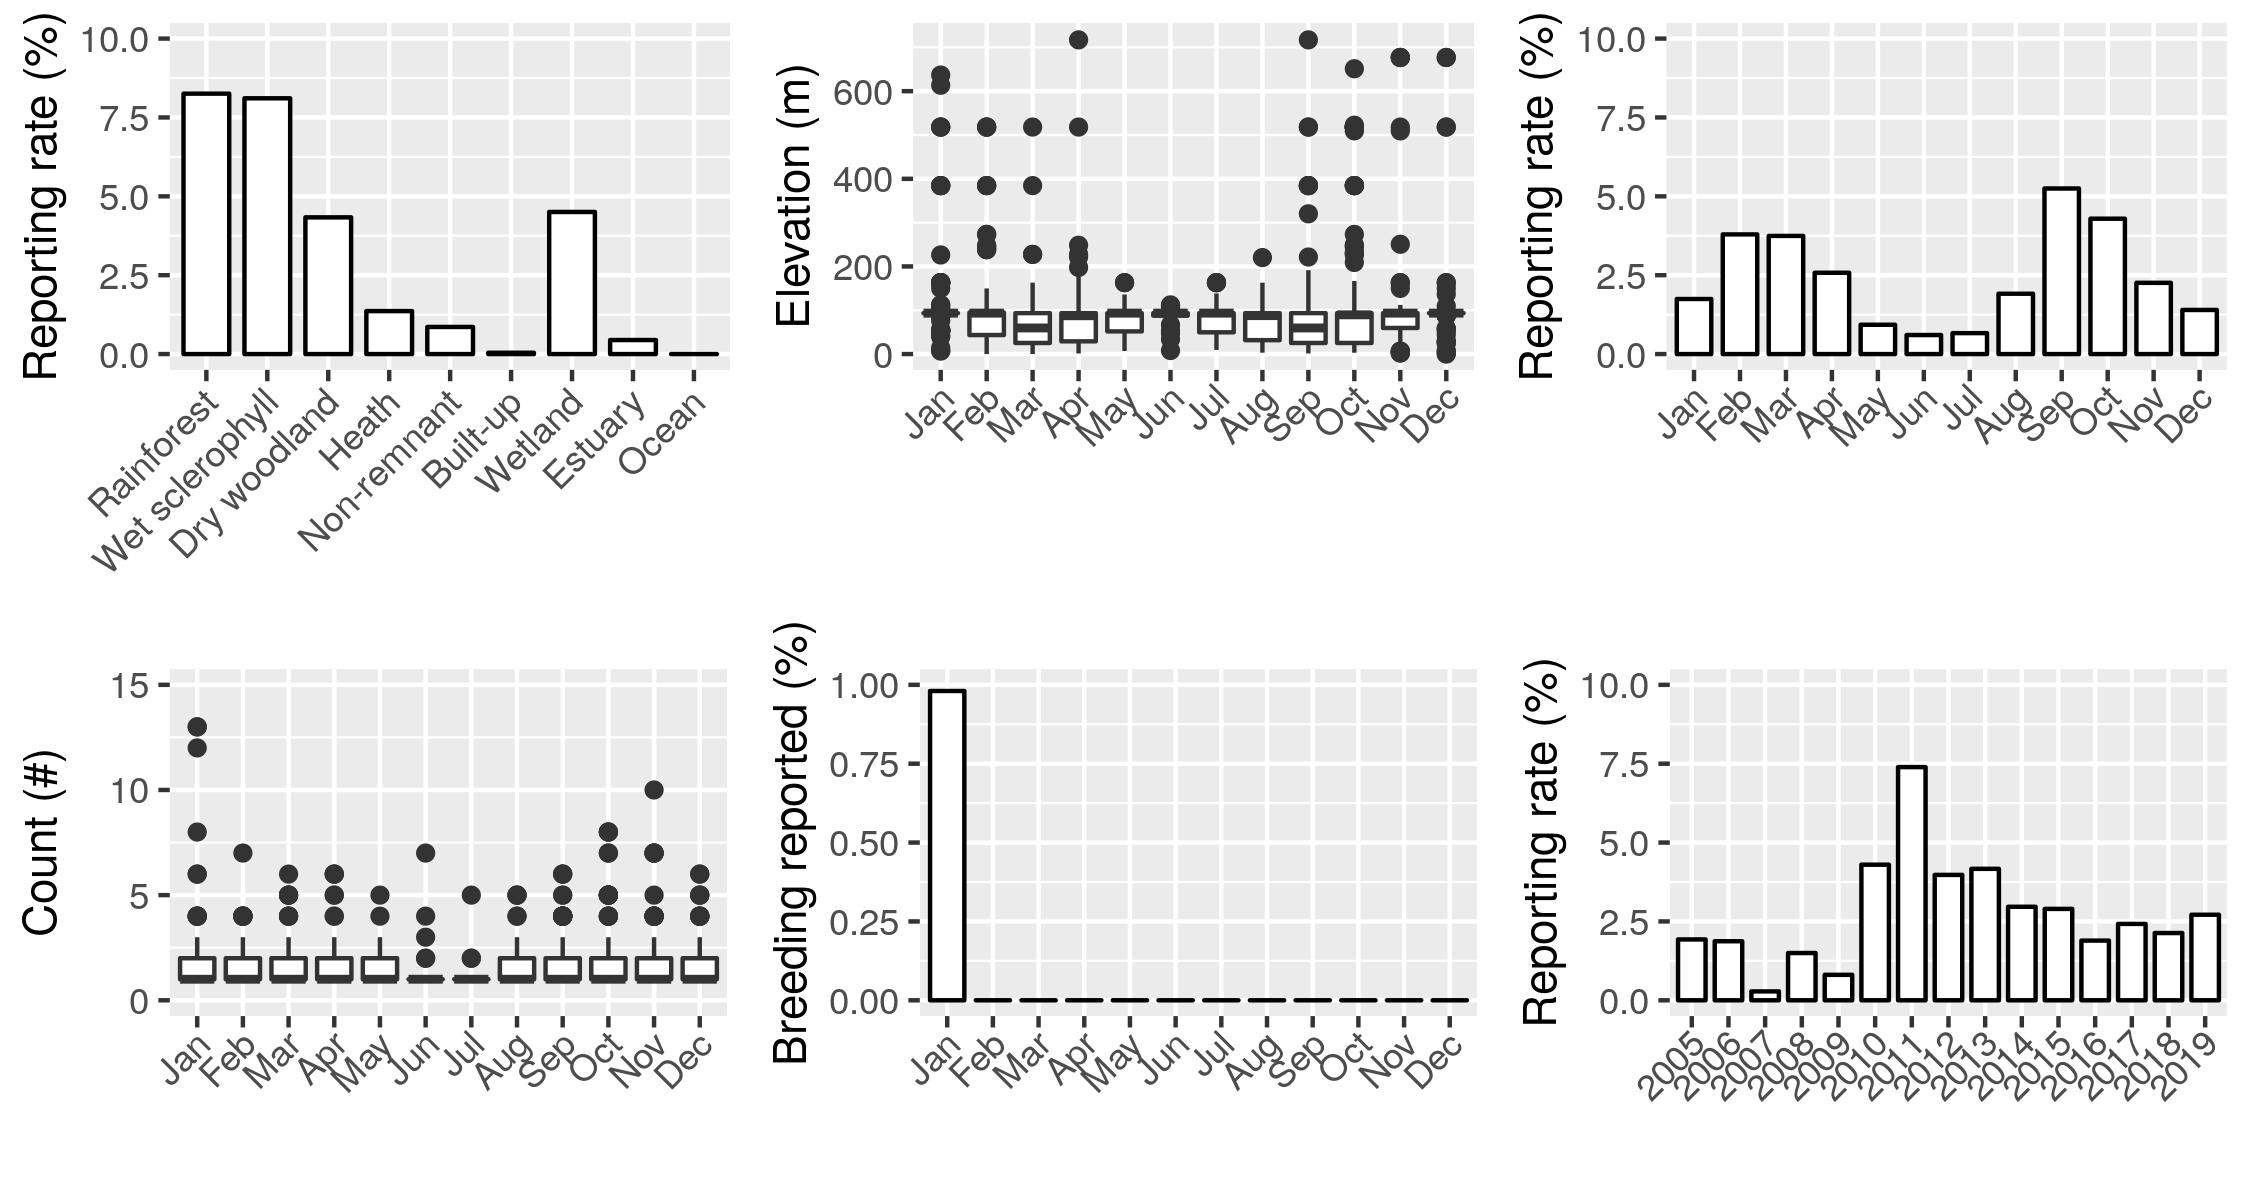 Reporting rate (%)
10.0
7.5
5.0
2.5
0.0
Rainforest
Wet sclerophyll
Dry woodland
Heath
Non-remnant
Built-up
Wetland
Estuary
Ocean
Elevation (m)
600
400
200
0
Jan
Feb
Mar
Apr
May
Jun
Jul
Aug
Sep
Oct
Nov
Dec
Reporting rate (%)
10.0
7.5
5.0
2.5
0.0
Jan
Feb
Mar
Apr
May
Jun
Jul
Aug
Sep
Oct
Nov
Dec
Count (#)
15
10
5
0
Jan
Feb
Mar
Apr
May
Jun
Jul
Aug
Sep
Oct
Nov
Dec
Breeding reported (%)
1.00
0.75
0.50
0.25
0.00
Jan
Feb
Mar
Apr
May
Jun
Jul
Aug
Sep
Oct
Nov
Dec
Reporting rate (%)
10.0
7.5
5.0
2.5
0.0
2005
2006
2007
2008
2009
2010
2011
2012
2013
2014
2015
2016
2017
2018
2019